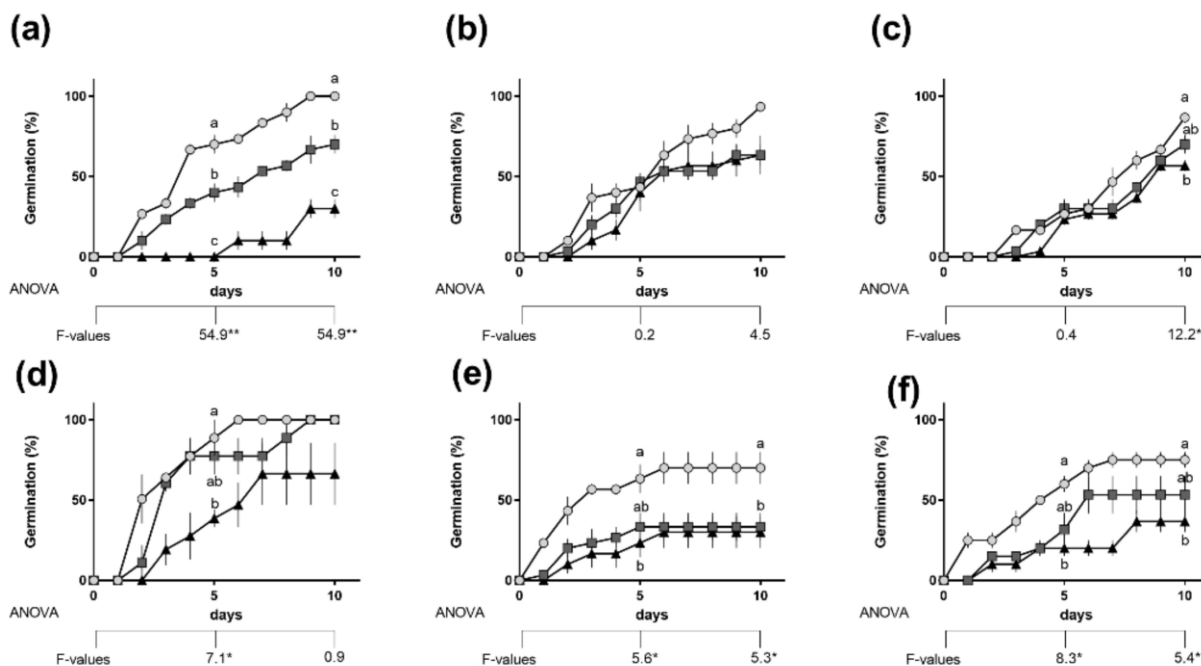 (a)
(b)
(c)
Germination (%)
100
50
0
a
a
b
b
c
c
0 5 10
days
ANOVA
F-values
54.9** 54.9**
Germination (%)
100
50
0
0 5 10
days
ANOVA
F-values
0.2 4.5
Germination (%)
100
50
0
a
ab
b
0 5 10
days
ANOVA
F-values
0.4 12.2*
(d)
(e)
(f)
Germination (%)
100
50
0
a
ab
b
0 5 10
days
ANOVA
F-values
7.1* 0.9
Germination (%)
100
50
0
a
a
ab
b
b
0 5 10
days
ANOVA
F-values
5.6* 5.3*
Germination (%)
100
50
0
a
a
ab
ab
b
b
0 5 10
days
ANOVA
F-values
8.3* 5.4*